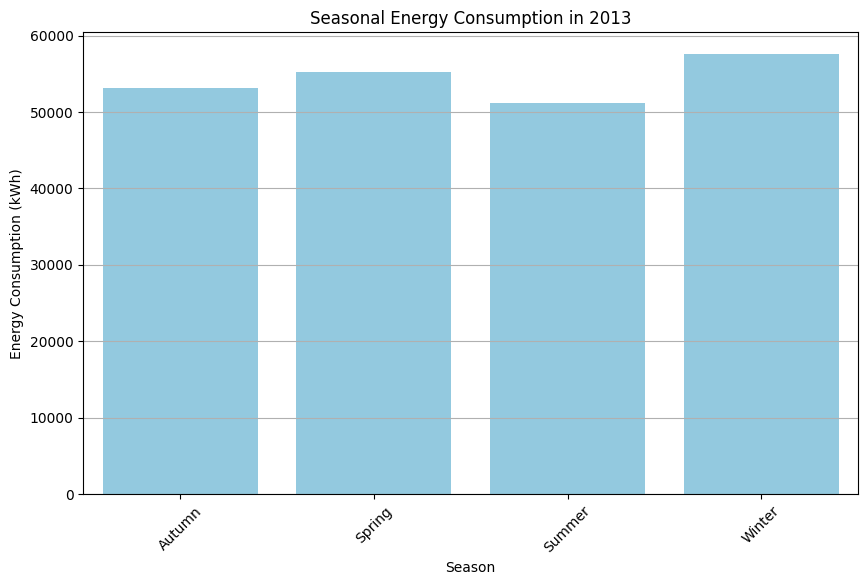 Seasonal Energy Consumption in 2013
Energy Consumption (kWh)
60000
50000
40000
30000
20000
10000
0
Autumn
Spring
Summer
Winter
Season